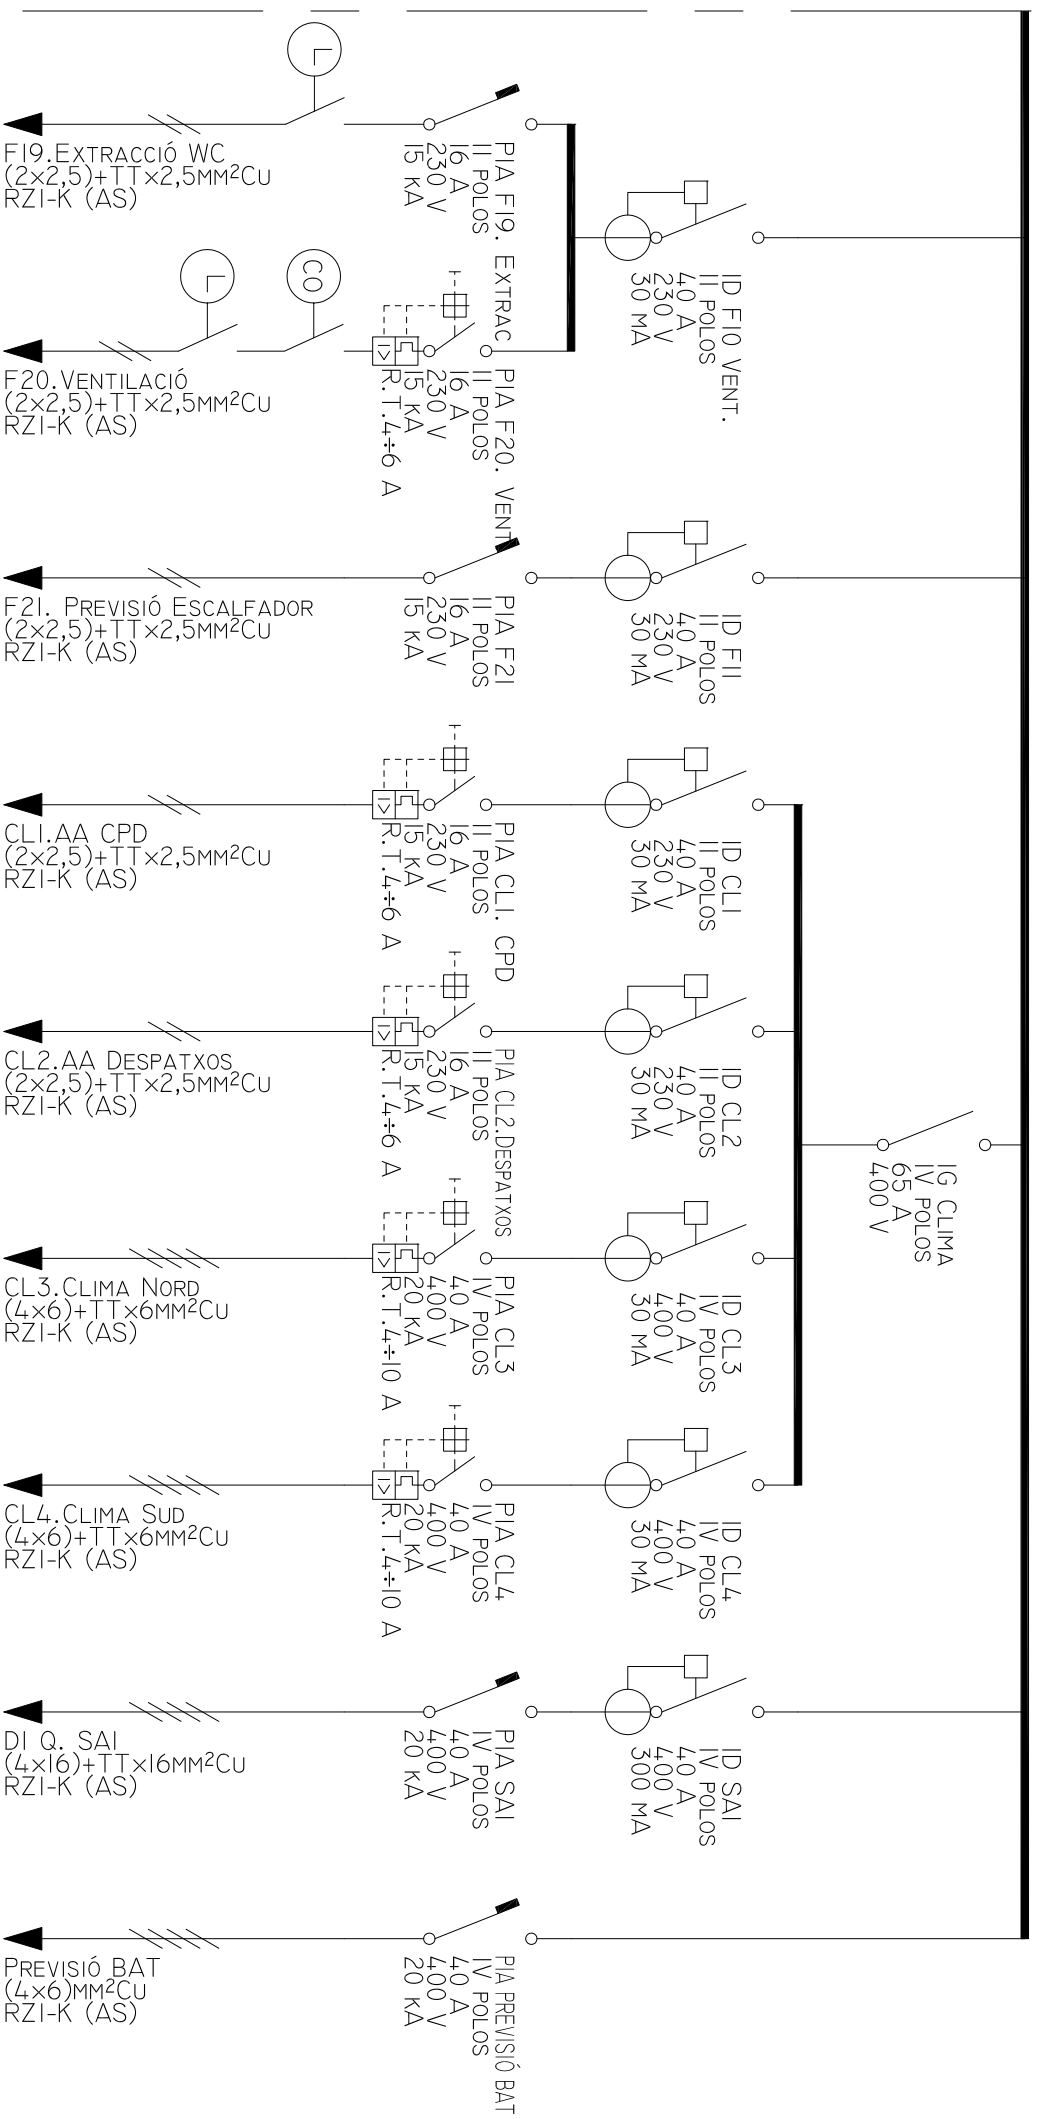 L
F19.EXTRACCIÓ WC
(2x2,5)+TTx2,5MM²CU
RZ1-K (AS)
PIA F19. EXTRAC
II POLOS
16 A
230 V
15 KA
ID F10 VENT.
II POLOS
40 A
230 V
30 MA
L
CO
F20.VENTILACIÓ
(2x2,5)+TTx2,5MM²CU
RZ1-K (AS)
PIA F20. VENT
II POLOS
16 A
230 V
15 KA
R.T.4÷6 A
I>
F21. PREVISIÓ ESCALFADOR
(2x2,5)+TTx2,5MM²CU
RZ1-K (AS)
PIA F21
II POLOS
16 A
230 V
15 KA
ID F11
II POLOS
40 A
230 V
30 MA
CL1.AA CPD
(2x2,5)+TTx2,5MM²CU
RZ1-K (AS)
PIA CL1. CPD
II POLOS
16 A
230 V
15 KA
R.T.4÷6 A
I>
ID CL1
II POLOS
40 A
230 V
30 MA
CL2.AA DESPATXOS
(2x2,5)+TTx2,5MM²CU
RZ1-K (AS)
PIA CL2.DESPATXOS
II POLOS
16 A
230 V
15 KA
R.T.4÷6 A
I>
ID CL2
II POLOS
40 A
230 V
30 MA
IG CLIMA
IV POLOS
65 A
400 V
CL3.CLIMA NORD
(4x6)+TTx6MM²CU
RZ1-K (AS)
PIA CL3
IV POLOS
40 A
400 V
20 KA
R.T.4÷10 A
I>
ID CL3
IV POLOS
40 A
400 V
30 MA
CL4.CLIMA SUD
(4x6)+TTx6MM²CU
RZ1-K (AS)
PIA CL4
IV POLOS
40 A
400 V
20 KA
R.T.4÷10 A
I>
ID CL4
IV POLOS
40 A
400 V
30 MA
DI Q. SAI
(4x16)+TTx16MM²CU
RZ1-K (AS)
PIA SAI
IV POLOS
40 A
400 V
20 KA
ID SAI
IV POLOS
40 A
400 V
300 MA
PREVISIÓ BAT
(4x6)MM²CU
RZ1-K (AS)
PIA PREVISIÓ BAT
IV POLOS
40 A
400 V
20 KA